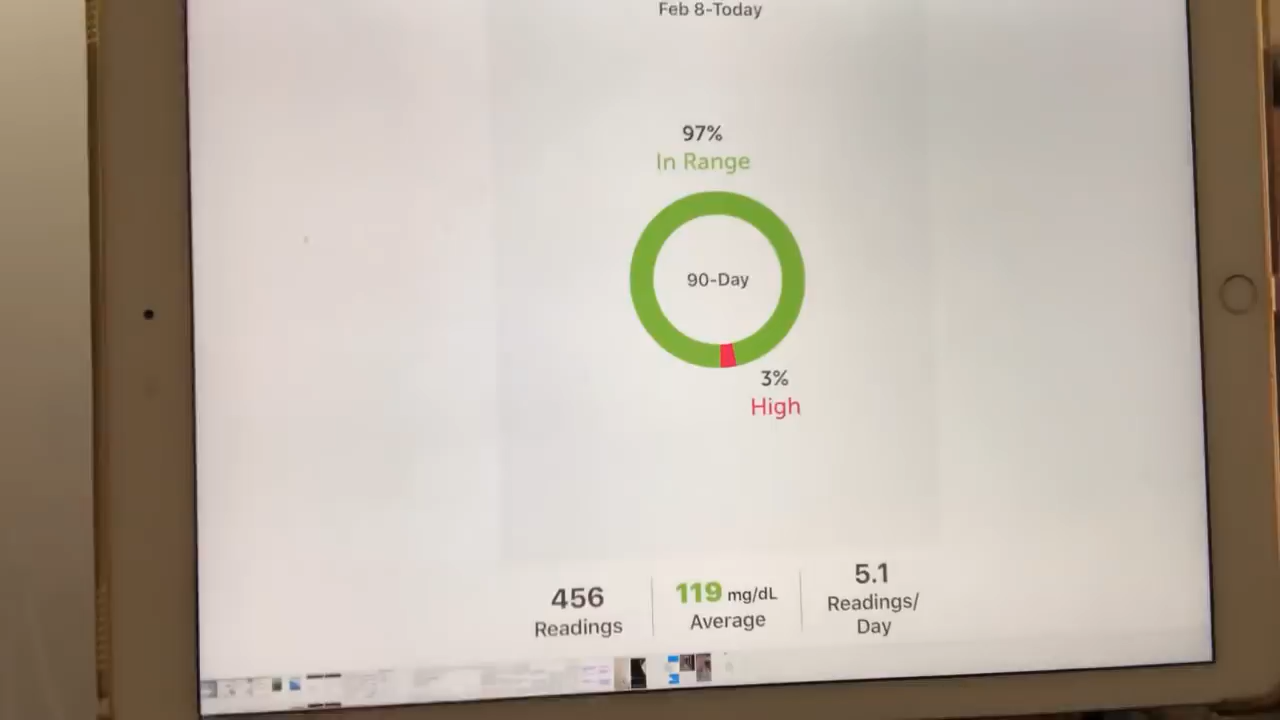 Feb 8-Today
97%
In Range
90-Day
3%
High
456
Readings
119 mg/dL
Average
5.1
Readings/
Day